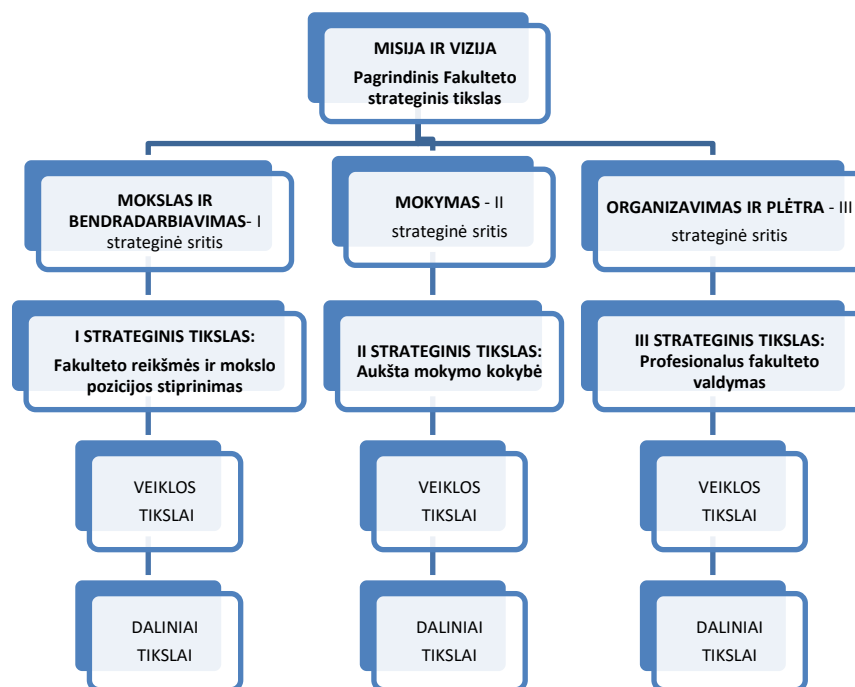 MISIJA IR VIZIJA
Pagrindinis Fakulteto
strateginis tikslas
MOKSLAS IR
BENDRADARBIAVIMAS- I
strateginė sritis
MOKYMAS - II
strateginė sritis
ORGANIZAVIMAS IR PLĖTRA - III
strateginė sritis
I STRATEGINIS TIKSLAS:
Fakulteto reikšmės ir mokslo
pozicijos stiprinimas
II STRATEGINIS TIKSLAS:
Aukšta mokymo kokybė
III STRATEGINIS TIKSLAS:
Profesionalus fakulteto
valdymas
VEIKLOS
TIKSLAI
VEIKLOS
TIKSLAI
VEIKLOS
TIKSLAI
DALINIAI
TIKSLAI
DALINIAI
TIKSLAI
DALINIAI
TIKSLAI